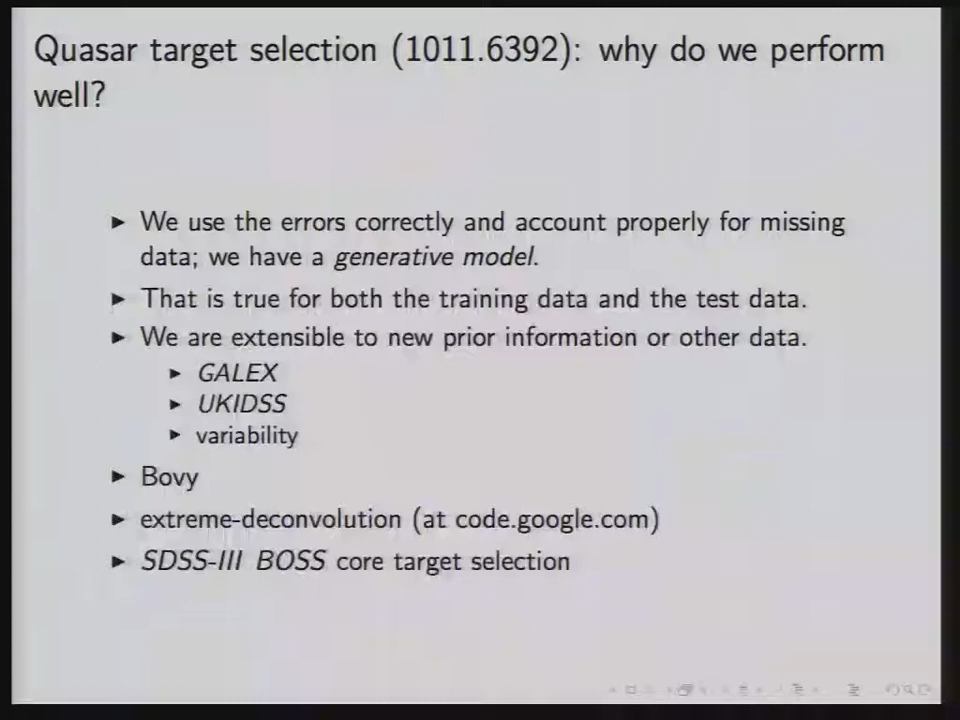 Quasar target selection (1011.6392): why do we perform
well?
▶ We use the errors correctly and account properly for missing
data; we have a generative model.
▶ That is true for both the training data and the test data.
▶ We are extensible to new prior information or other data.
▶ GALEX
▶ UKIDSS
▶ variability
▶ Bovy
▶ extreme-deconvolution (at code.google.com)
▶ SDSS-III BOSS core target selection